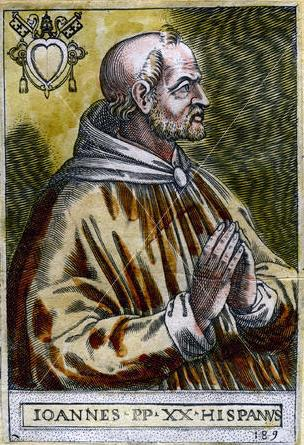 IOANNES · PP · XX · HISPANVS
189